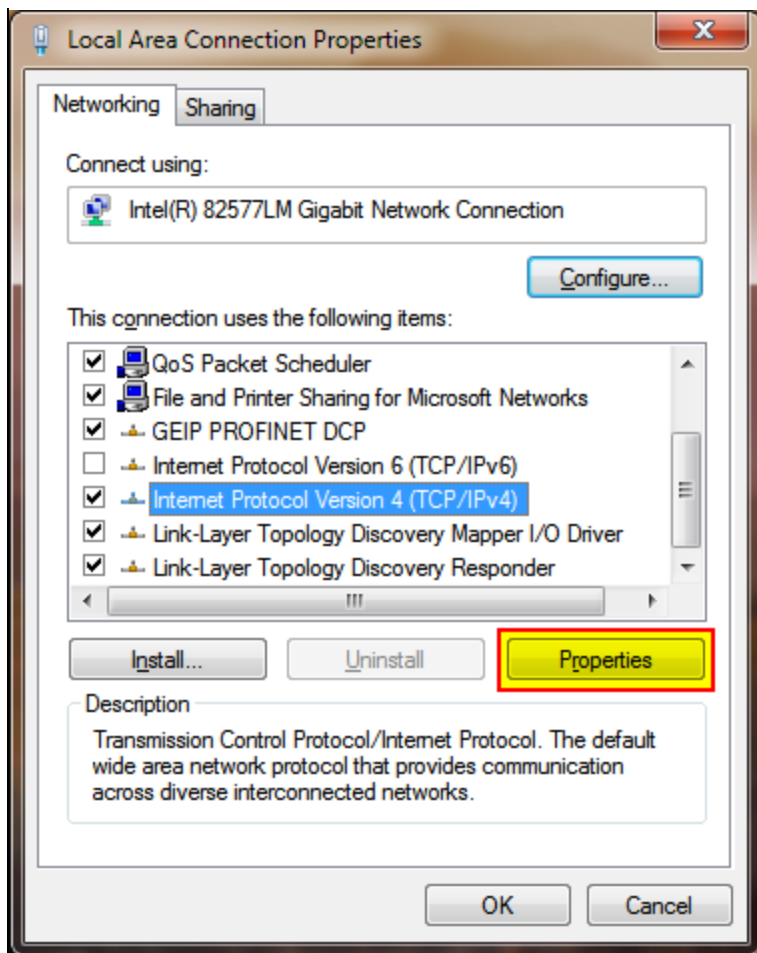 Local Area Connection Properties
Networking
Sharing
Connect using:
Intel(R) 82577LM Gigabit Network Connection
Configure...
This connection uses the following items:
QoS Packet Scheduler
File and Printer Sharing for Microsoft Networks
GEIP PROFINET DCP
Internet Protocol Version 6 (TCP/IPv6)
Internet Protocol Version 4 (TCP/IPv4)
Link-Layer Topology Discovery Mapper I/O Driver
Link-Layer Topology Discovery Responder
Install...
Uninstall
Properties
Description
Transmission Control Protocol/Internet Protocol. The default
wide area network protocol that provides communication
across diverse interconnected networks.
OK
Cancel